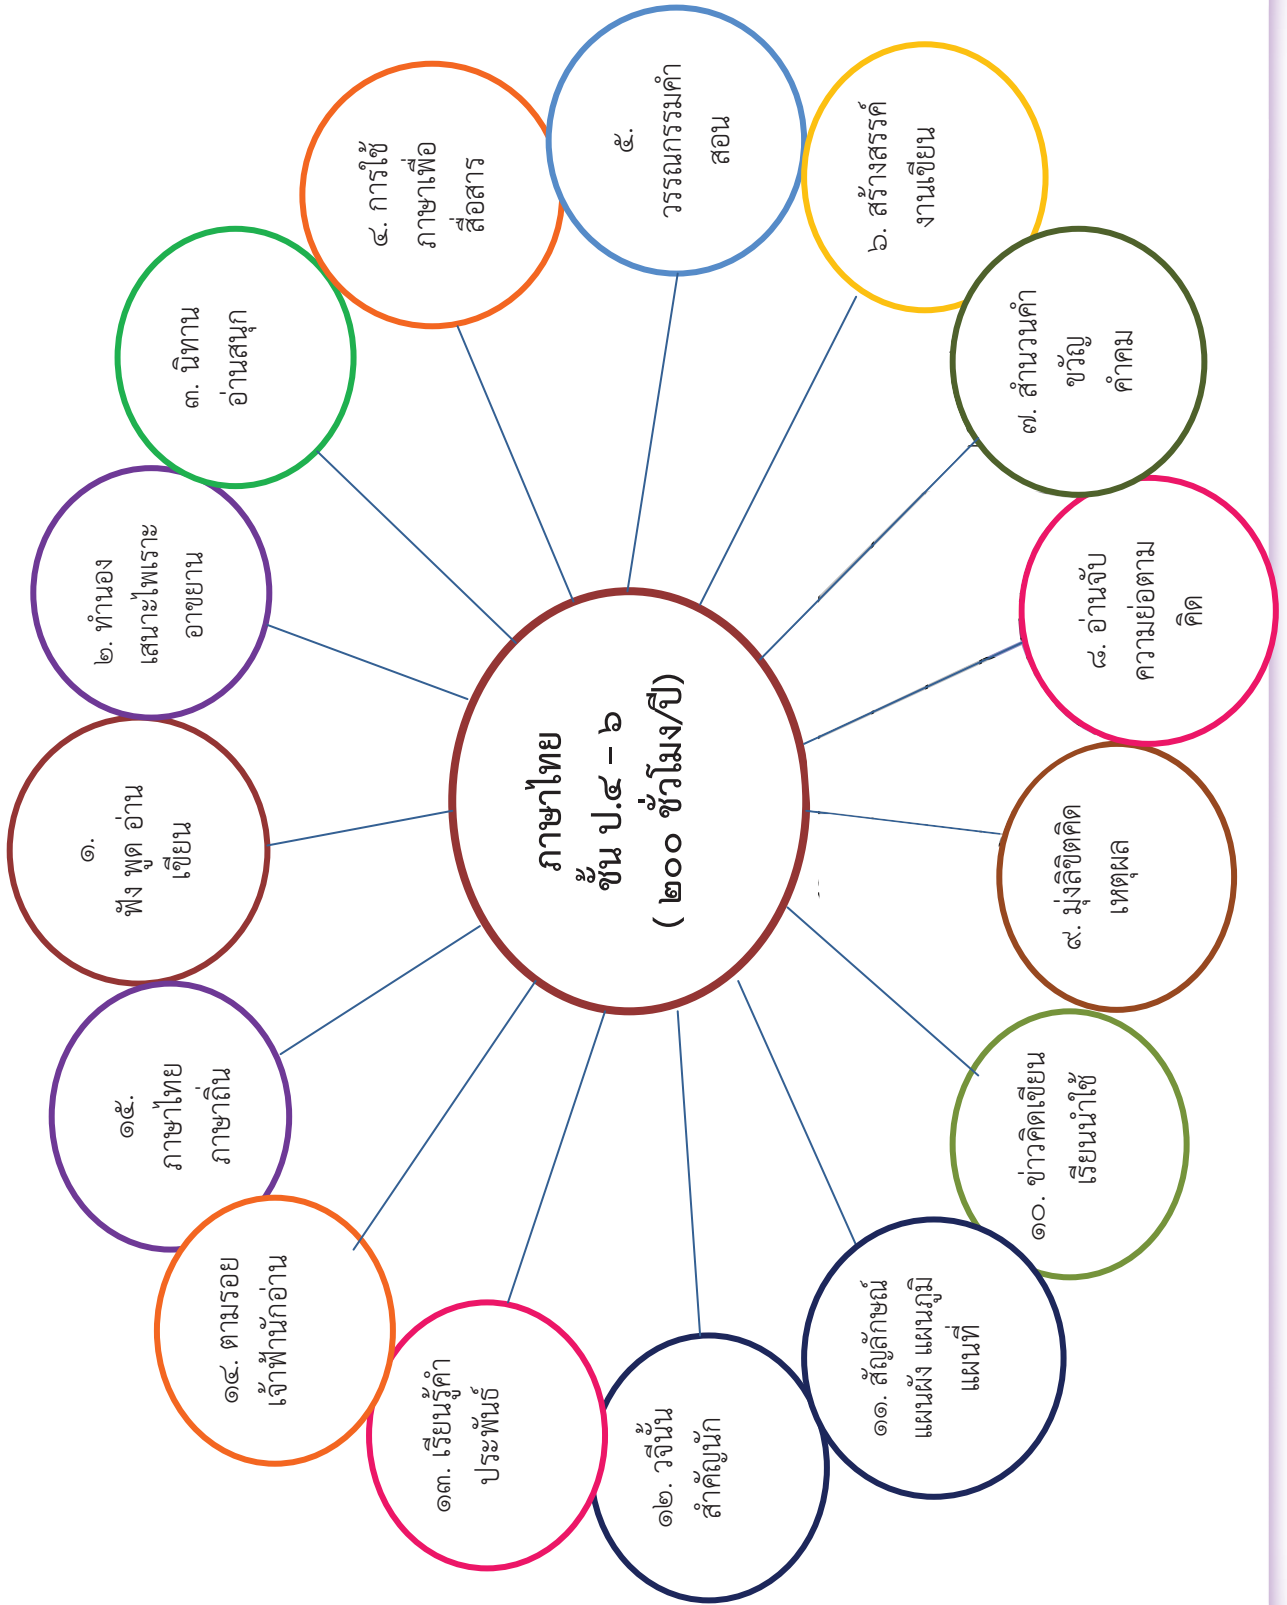 ภาษาไทย
ชั้น ป.๔ – ๖
( ๒๐๐ ชั่วโมง/ปี)
๑.
ฟัง พูด อ่าน
เขียน
๒. ทำนอง
เสนาะไพเราะ
อาขยาน
๓. นิทาน
อ่านสนุก
๔. การใช้
ภาษาเพื่อ
สื่อสาร
๕.
วรรณกรรมคำ
สอน
๖. สร้างสรรค์
งานเขียน
๗. สำนวนคำ
ขวัญ
คำคม
๘. อ่านจับ
ความย่อตาม
คิด
๙. มุ่งลิขิตคิด
เหตุผล
๑๐. ข่าวคิดเขียน
เรียนนำใช้
๑๑. สัญลักษณ์
แผนผัง แผนภูมิ
แผนที่
๑๒. วจีนั้น
สำคัญนัก
๑๓. เรียนรู้คำ
ประพันธ์
๑๔. ตามรอย
เจ้าฟ้านักอ่าน
๑๕.
ภาษาไทย
ภาษาถิ่น